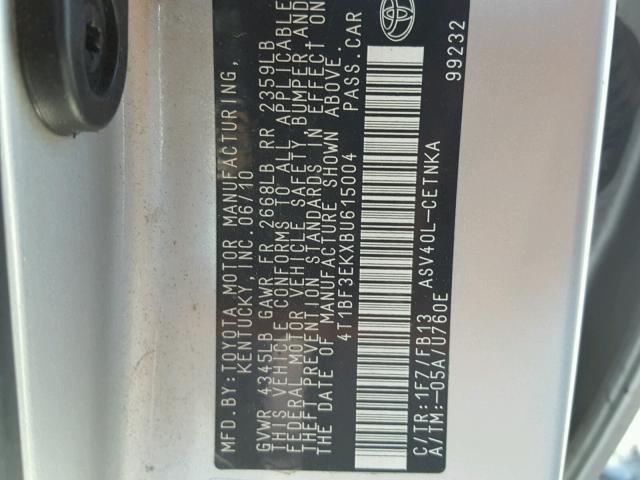 MFD.BY:TOYOTA MOTOR MANUFACTURING,
KENTUCKY, INC.06/10
GVWR 4345LB GAWR FR 2668LB RR 2359LB
THIS VEHICLE CONFORMS TO ALL APPLICABLE
FEDERAL MOTOR VEHICLE SAFETY, BUMPER, AND
THEFT PREVENTION STANDARDS IN EFFECT ON
THE DATE OF MANUFACTURE SHOWN ABOVE.
4T1BF3EKXBU615004 PASS.CAR
C/TR:1F7/FB13 ASV40L-CETNKA
A/TM:-05A/U760E
99232